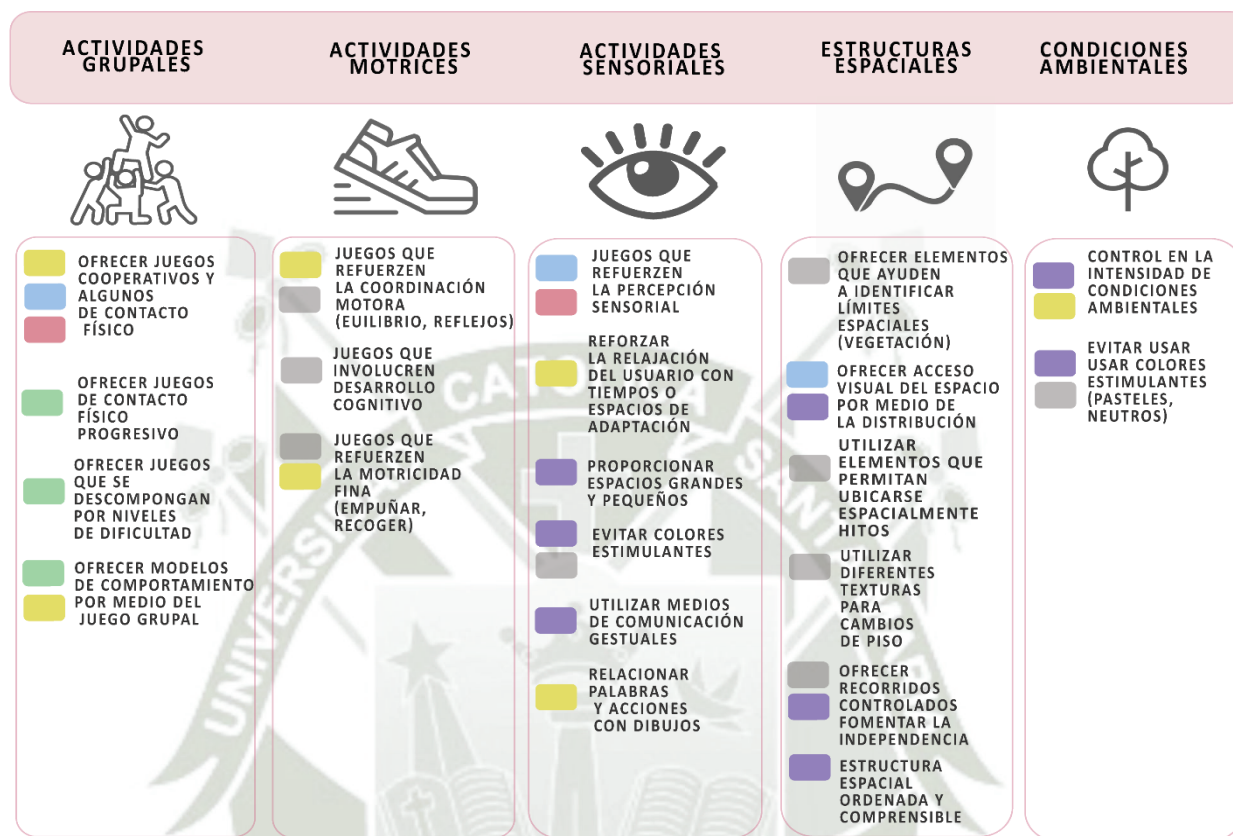 ACTIVIDADES
GRUPALES
ACTIVIDADES
MOTRICES
ACTIVIDADES
SENSORIALES
ESTRUCTURAS
ESPACIALES
CONDICIONES
AMBIENTALES
OFRECER JUEGOS
COOPERATIVOS Y
ALGUNOS
DE CONTACTO
FÍSICO
OFRECER JUEGOS
DE CONTACTO
FÍSICO
PROGRESIVO
OFRECER JUEGOS
QUE SE
DESCOMPONGAN
POR NIVELES
DE DIFICULTAD
OFRECER MODELOS
DE COMPORTAMIENTO
POR MEDIO DEL
JUEGO GRUPAL
JUEGOS QUE
REFUERZEN
LA COORDINACIÓN
MOTORA
(EUILIBRIO, REFLEJOS)
JUEGOS QUE
INVOLUCREN
DESARROLLO
COGNITIVO
JUEGOS QUE
REFUERZEN
LA MOTRICIDAD
FINA
(EMPUÑAR,
RECOGER)
JUEGOS QUE
REFUERZEN
LA PERCEPCIÓN
SENSORIAL
REFORZAR
LA RELAJACIÓN
DEL USUARIO CON
TIEMPOS O
ESPACIOS DE
ADAPTACIÓN
PROPORCIONAR
ESPACIOS GRANDES
Y PEQUEÑOS
EVITAR COLORES
ESTIMULANTES
UTILIZAR MEDIOS
DE COMUNICACIÓN
GESTUALES
RELACIONAR
PALABRAS
Y ACCIONES
CON DIBUJOS
OFRECER ELEMENTOS
QUE AYUDEN
A IDENTIFICAR
LÍMITES
ESPACIALES
(VEGETACIÓN)
OFRECER ACCESO
VISUAL DEL ESPACIO
POR MEDIO DE
LA DISTRIBUCIÓN
UTILIZAR
ELEMENTOS QUE
PERMITAN
UBICARSE
ESPACIALMENTE
HITOS
UTILIZAR
DIFERENTES
TEXTURAS
PARA
CAMBIOS
DE PISO
OFRECER
RECORRIDOS
CONTROLADOS
FOMENTAR LA
INDEPENDENCIA
ESTRUCTURA
ESPACIAL
ORDENADA Y
COMPRENSIBLE
CONTROL EN LA
INTENSIDAD DE
CONDICIONES
AMBIENTALES
EVITAR USAR
USAR COLORES
ESTIMULANTES
(PASTELES,
NEUTROS)